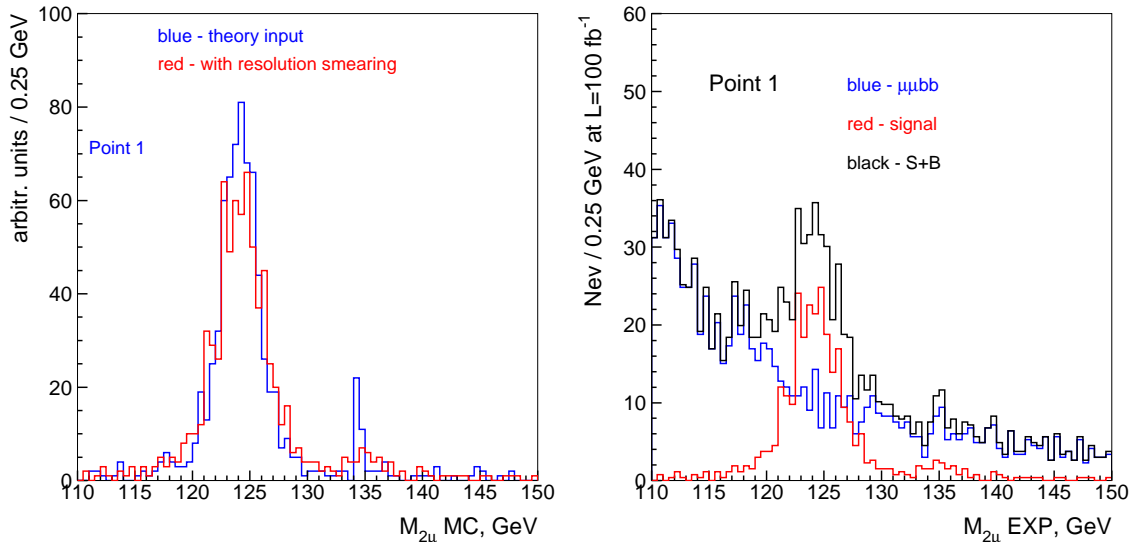 arbitr. units / 0.25 GeV
100
80
60
40
20
0
blue - theory input
red - with resolution smearing
Point 1
110 115 120 125 130 135 140 145 150
M2μ MC, GeV
Nev / 0.25 GeV at L=100 fb-1
60
50
40
30
20
10
0
Point 1
blue - μμbb
red - signal
black - S+B
110 115 120 125 130 135 140 145 150
M2μ EXP, GeV